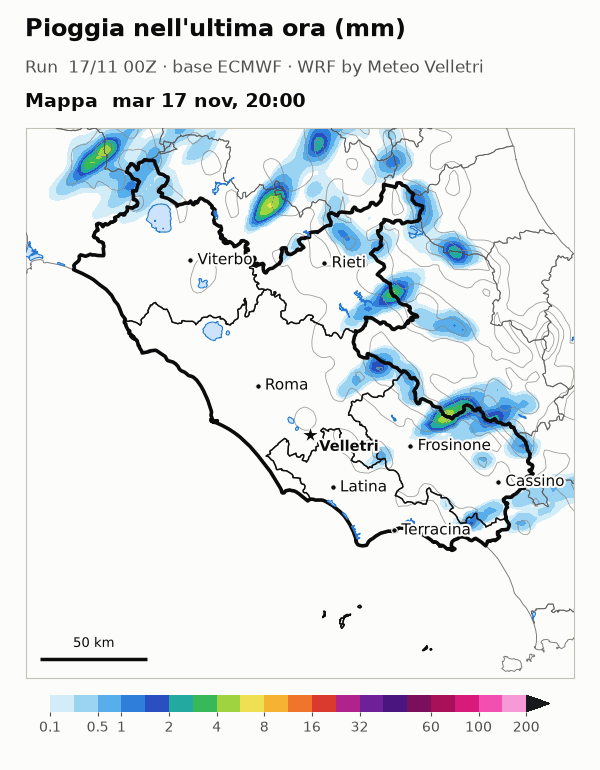 Pioggia nell'ultima ora (mm)
Run  17/11 00Z · base ECMWF · WRF by Meteo Velletri
Mappa  mar 17 nov, 20:00
Viterbo
Rieti
Roma
Velletri
Frosinone
Latina
Cassino
Terracina
50 km
0.1 0.5 1 2 4 8 16 32 60 100 200